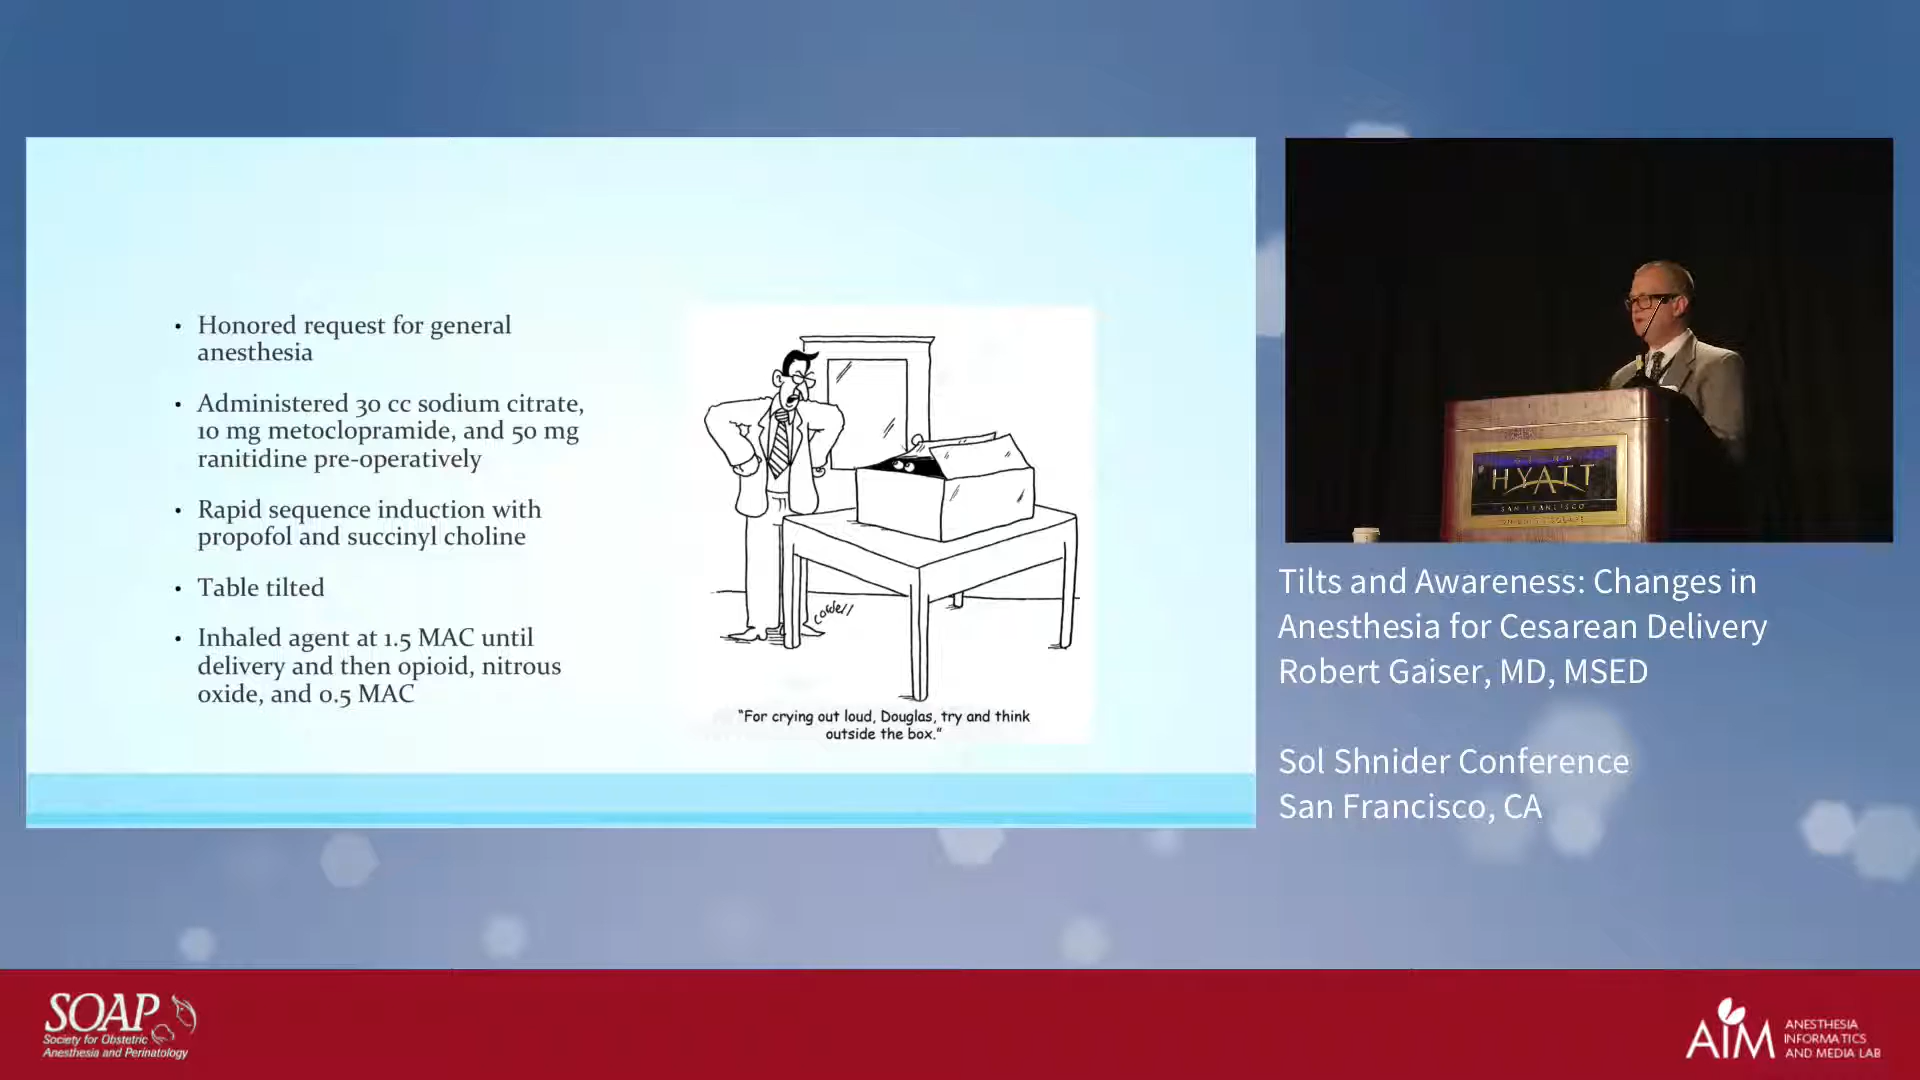 • Honored request for general
anesthesia
• Administered 30 cc sodium citrate,
10 mg metoclopramide, and 50 mg
ranitidine pre-operatively
• Rapid sequence induction with
propofol and succinyl choline
• Table tilted
• Inhaled agent at 1.5 MAC until
delivery and then opioid, nitrous
oxide, and 0.5 MAC
"For crying out loud, Douglas, try and think
outside the box."
HYATT
SAN FRANCISCO
Tilts and Awareness: Changes in
Anesthesia for Cesarean Delivery
Robert Gaiser, MD, MSED
Sol Shnider Conference
San Francisco, CA
SOAP
Society for Obstetric
Anesthesia and Perinatology
AIM
ANESTHESIA
INFORMATICS
AND MEDIA LAB